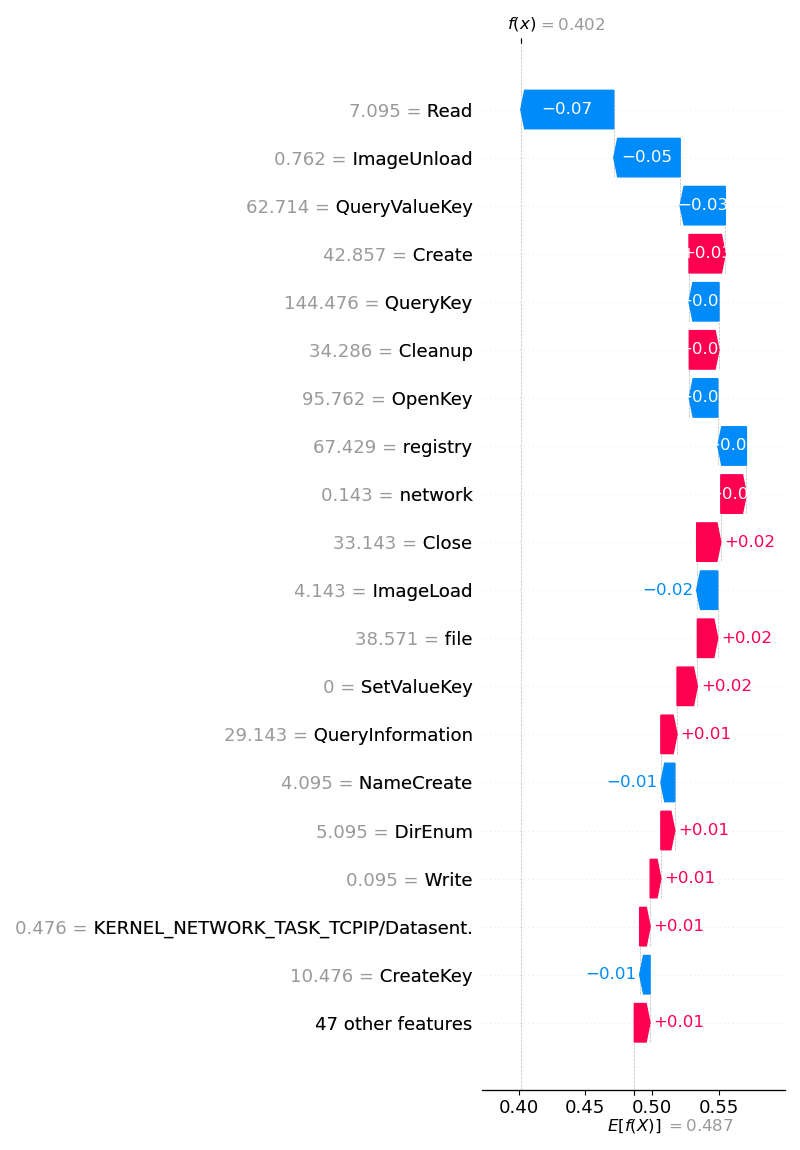 f(x) = 0.402
7.095 = Read −0.07
0.762 = ImageUnload −0.05
62.714 = QueryValueKey −0.03
42.857 = Create +0.03
144.476 = QueryKey
34.286 = Cleanup
95.762 = OpenKey
67.429 = registry
0.143 = network
33.143 = Close +0.02
4.143 = ImageLoad −0.02
38.571 = file +0.02
0 = SetValueKey +0.02
29.143 = QueryInformation +0.01
4.095 = NameCreate −0.01
5.095 = DirEnum +0.01
0.095 = Write +0.01
0.476 = KERNEL_NETWORK_TASK_TCPIP/Datasent. +0.01
10.476 = CreateKey −0.01
47 other features +0.01
0.40 0.45 0.50 0.55
E[f(X)] = 0.487